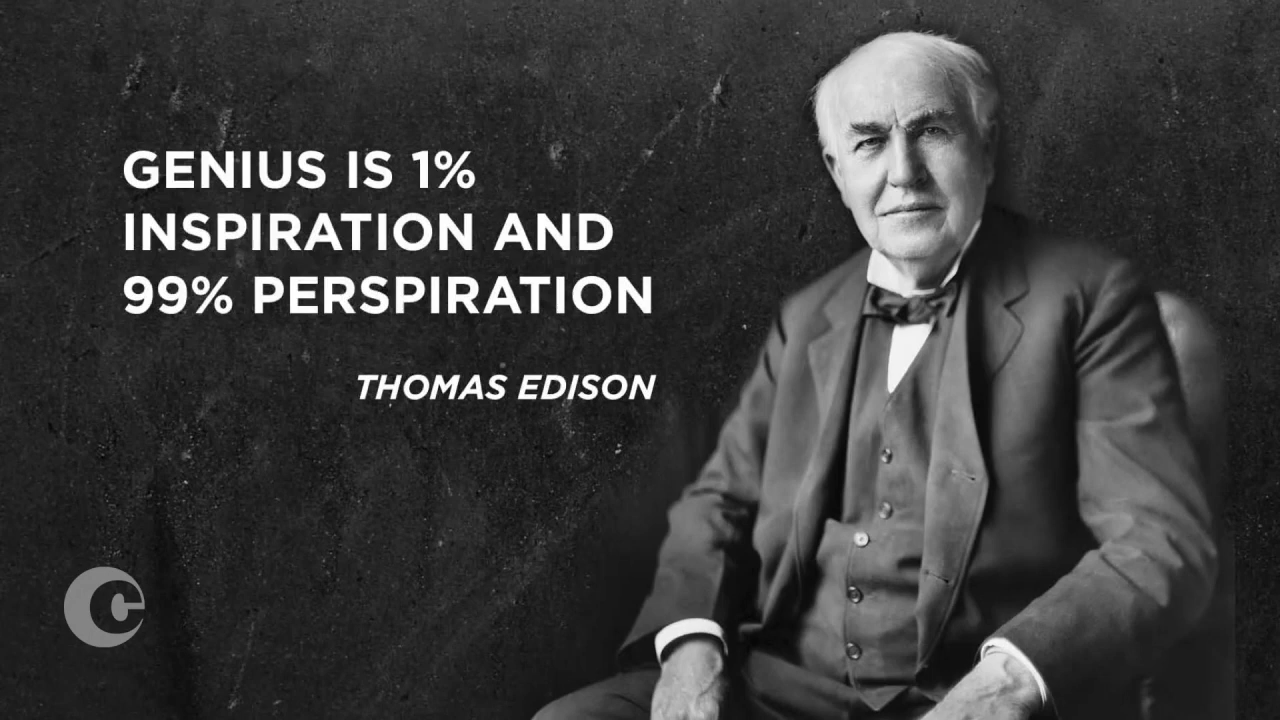 GENIUS IS 1%
INSPIRATION AND
99% PERSPIRATION
THOMAS EDISON